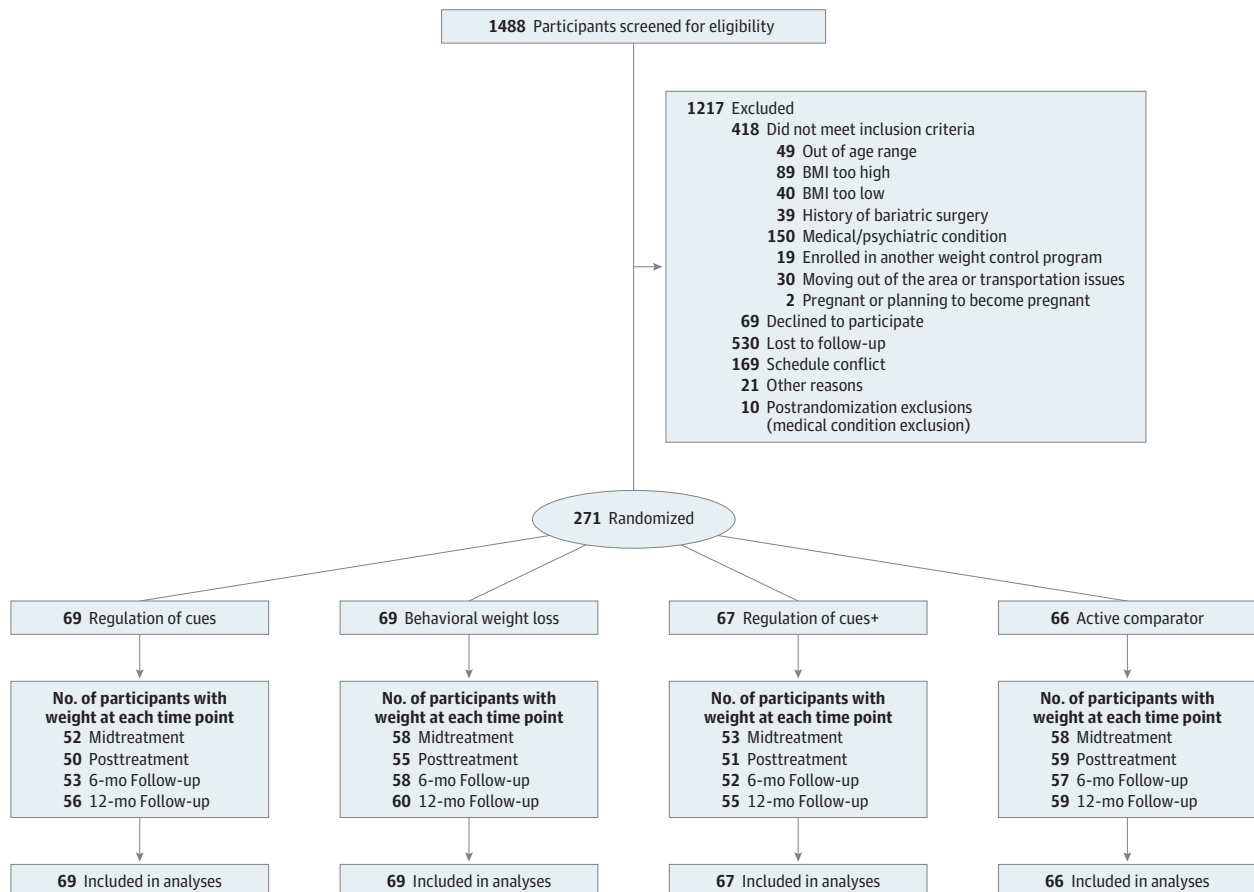 1488 Participants screened for eligibility
1217 Excluded
418 Did not meet inclusion criteria
49 Out of age range
89 BMI too high
40 BMI too low
39 History of bariatric surgery
150 Medical/psychiatric condition
19 Enrolled in another weight control program
30 Moving out of the area or transportation issues
2 Pregnant or planning to become pregnant
69 Declined to participate
530 Lost to follow-up
169 Schedule conflict
21 Other reasons
10 Postrandomization exclusions
(medical condition exclusion)
271 Randomized
69 Regulation of cues
69 Behavioral weight loss
67 Regulation of cues+
66 Active comparator
No. of participants with
weight at each time point
52 Midtreatment
50 Posttreatment
53 6-mo Follow-up
56 12-mo Follow-up
No. of participants with
weight at each time point
58 Midtreatment
55 Posttreatment
58 6-mo Follow-up
60 12-mo Follow-up
No. of participants with
weight at each time point
53 Midtreatment
51 Posttreatment
52 6-mo Follow-up
55 12-mo Follow-up
No. of participants with
weight at each time point
58 Midtreatment
59 Posttreatment
57 6-mo Follow-up
59 12-mo Follow-up
69 Included in analyses
69 Included in analyses
67 Included in analyses
66 Included in analyses